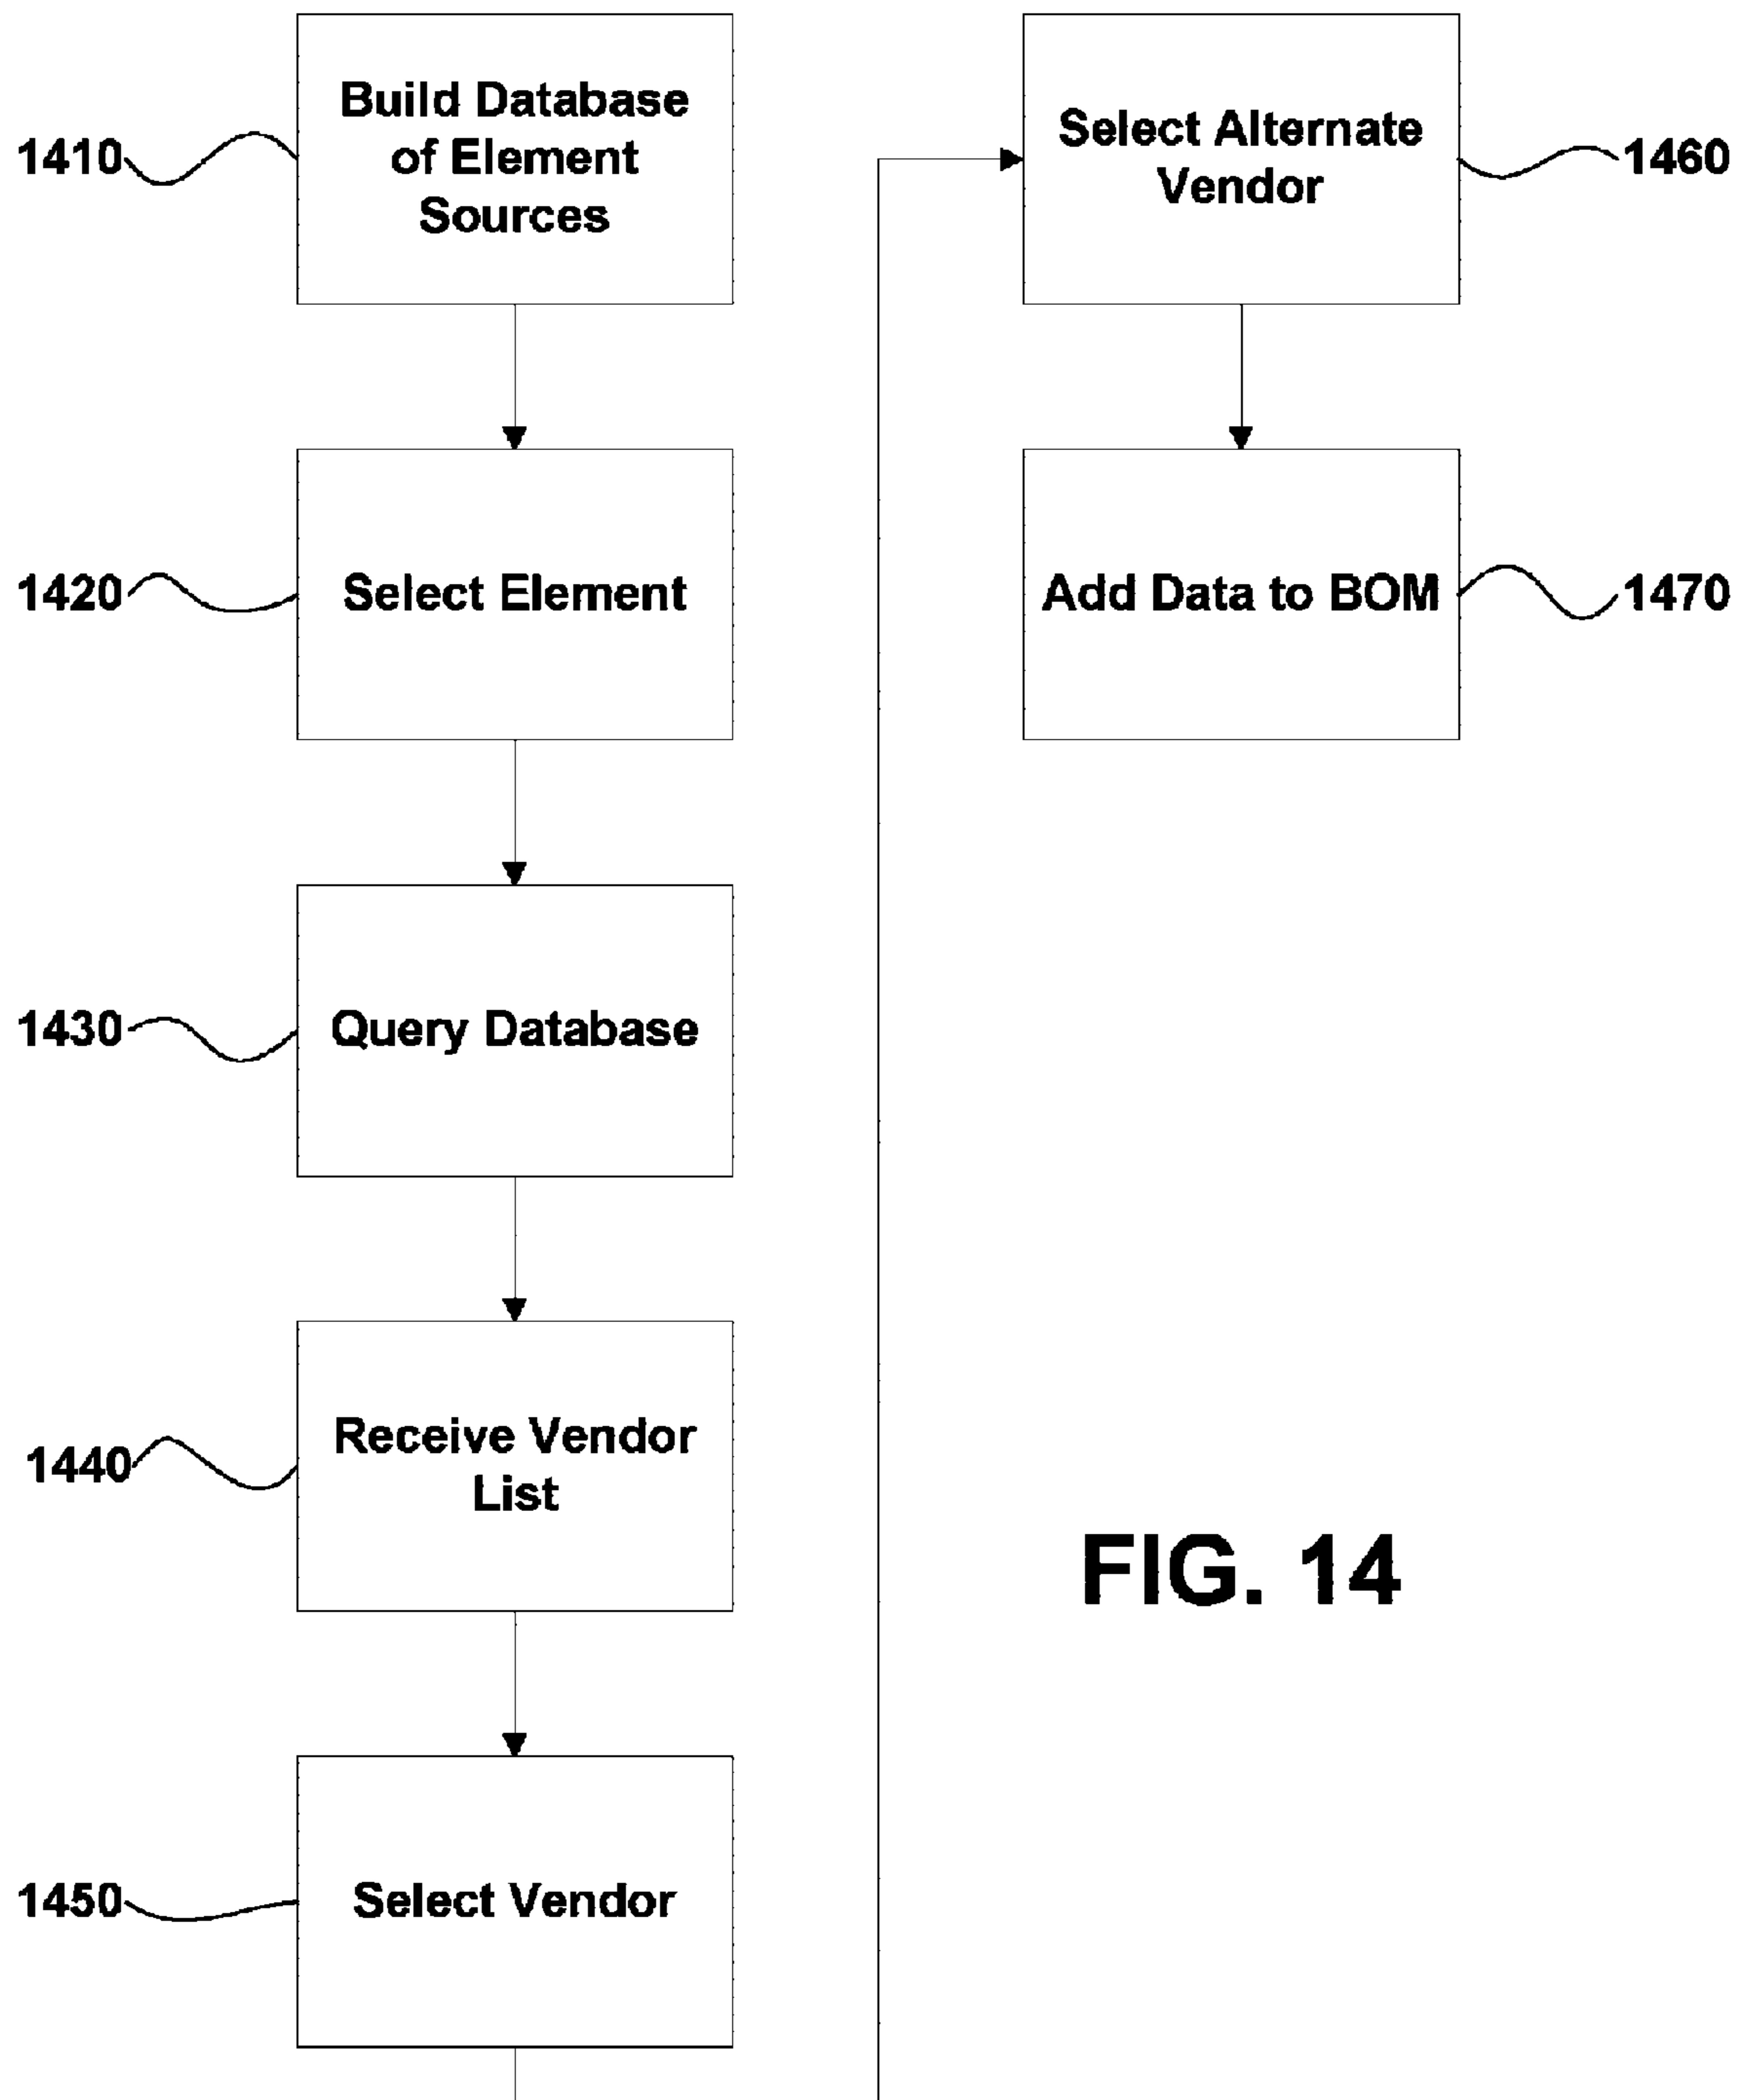 1410
Build Database
of Element
Sources
1420
Select Element
1430
Query Database
1440
Receive Vendor
List
1450
Select Vendor
Select Alternate
Vendor
1460
Add Data to BOM
1470
FIG. 14